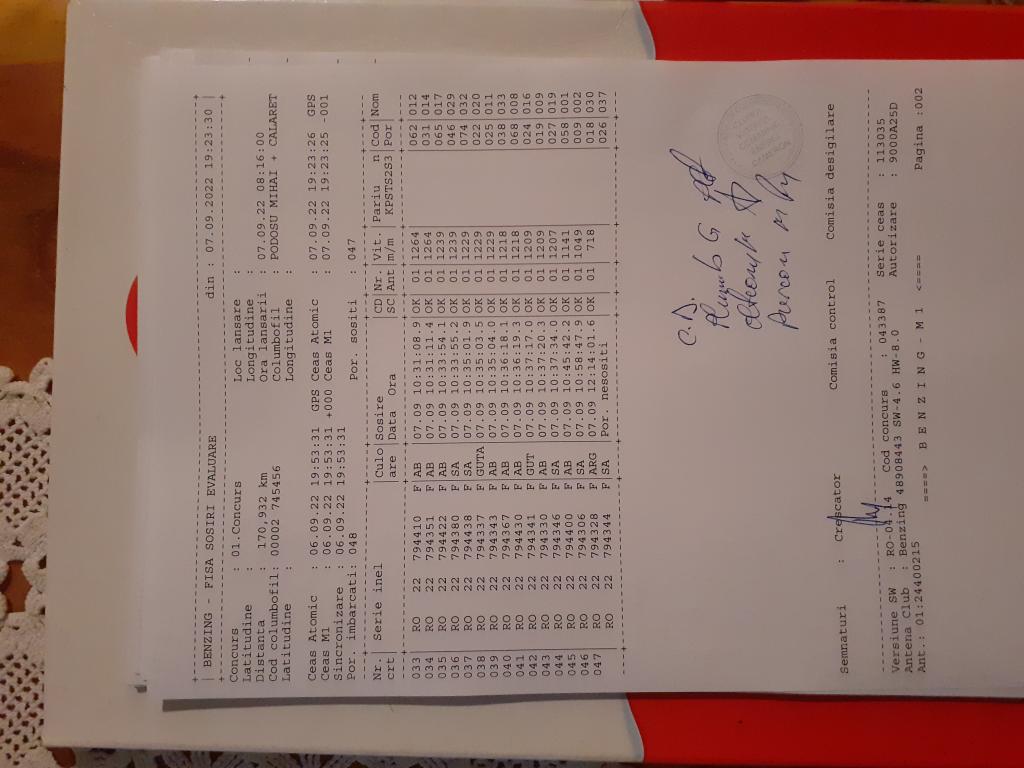 | BENZING - FISA SOSIRI EVALUARE din : 07.09.2022 19:23:30 |
Concurs : 01.Concurs Loc lansare :
Latitudine : Longitudine :
Distanta : 170,932 km Ora lansarii : 07.09.22 08:16:00
Cod columbofil: 00002 745456 Columbofil : PODOSU MIHAI + CALARET
Latitudine : Longitudine :
Ceas Atomic : 06.09.22 19:53:31 GPS Ceas Atomic : 07.09.22 19:23:26 GPS
Ceas M1 : 06.09.22 19:53:31 +000 Ceas M1 : 07.09.22 19:23:25 -001
Sincronizare : 06.09.22 19:53:31
Por. imbarcati: 048 Por. sositi : 047
Nr. | Serie inel |Culo|Sosire |CD|Nr. |Vit.|Pariu n|Cod|Nom
crt | |are |Data Ora |SC|Ant |m/m | KPSTS2S3|Por|
033 | RO 22 794410 F|AB |07.09 10:31:08.9|OK| 01|1264| |062|012
034 | RO 22 794351 F|AB |07.09 10:31:11.4|OK| 01|1264| |031|014
035 | RO 22 794422 F|AB |07.09 10:33:54.1|OK| 01|1239| |065|017
036 | RO 22 794380 F|SA |07.09 10:33:55.2|OK| 01|1239| |046|029
037 | RO 22 794438 F|SA |07.09 10:35:01.9|OK| 01|1229| |074|032
038 | RO 22 794337 F|GUTA|07.09 10:35:03.5|OK| 01|1229| |022|020
039 | RO 22 794343 F|AB |07.09 10:35:04.0|OK| 01|1229| |025|011
040 | RO 22 794367 F|AB |07.09 10:36:18.1|OK| 01|1218| |038|033
041 | RO 22 794439 F|AB |07.09 10:36:19.3|OK| 01|1218| |068|008
042 | RO 22 794341 F|GUT |07.09 10:37:17.0|OK| 01|1209| |024|016
043 | RO 22 794330 F|AB |07.09 10:37:20.3|OK| 01|1209| |019|009
044 | RO 22 794346 F|SA |07.09 10:37:34.0|OK| 01|1207| |027|019
045 | RO 22 794400 F|AB |07.09 10:45:42.2|OK| 01|1141| |058|001
046 | RO 22 794306 F|SA |07.09 10:58:47.9|OK| 01|1049| |009|002
047 | RO 22 794328 F|ARG |07.09 12:14:01.6|OK| 01| 718| |018|030
| RO 22 794344 F|SA |Por. nesositi |026|037
C.D.
Semnaturi : Crescator Comisia control Comisia desigilare
Versiune SW : RO-04.14 Cod concurs : 043387 Serie ceas : 113035
Antena Club : Benzing 48908443 SW-4.6 HW-8.0 Autorizare : 9000A25D
Ant.: 01:24400215
====> B E N Z I N G - M 1 <==== Pagina :002